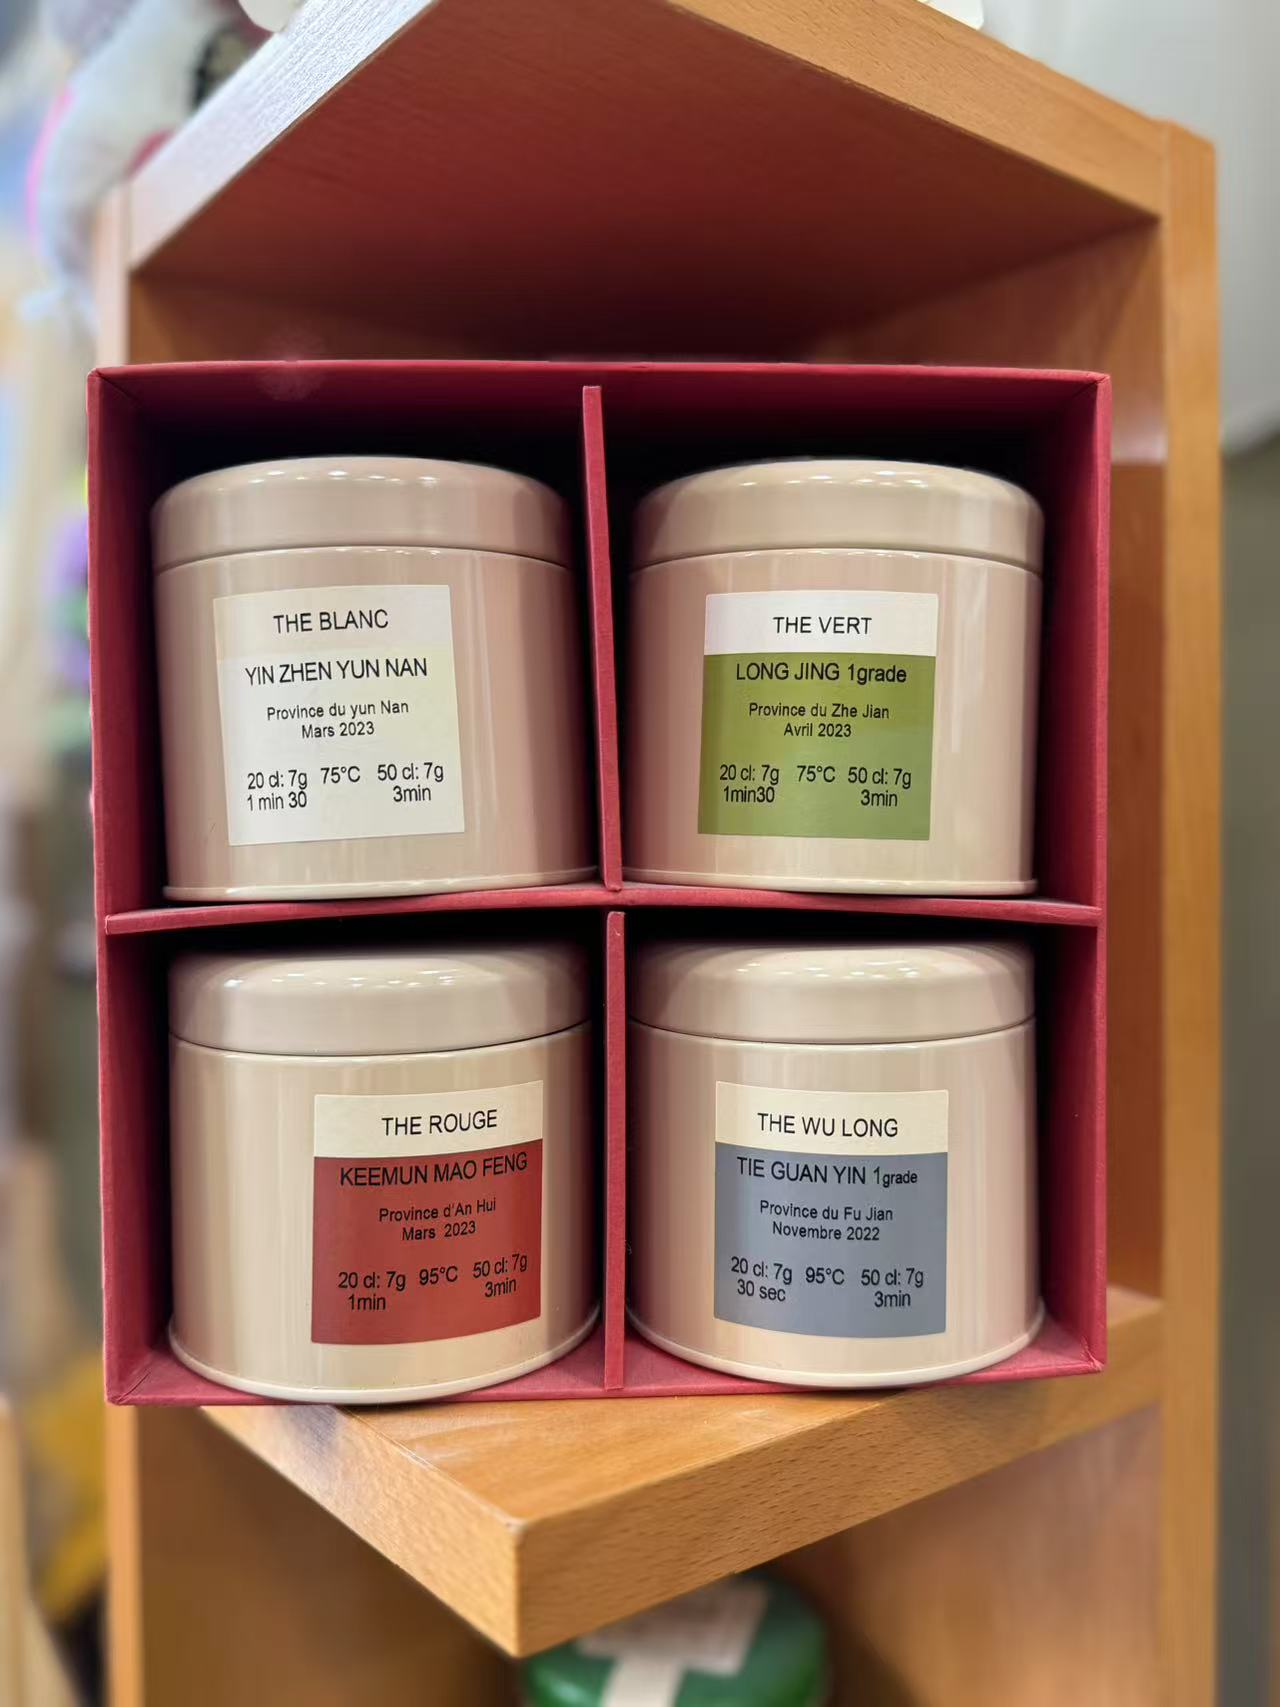 THE BLANC
YIN ZHEN YUN NAN
Province du yun Nan
Mars 2023
20 cl: 7g 75°C 50 cl: 7g
1 min 30 3min
THE VERT
LONG JING 1grade
Province du Zhe Jian
Avril 2023
20 cl: 7g 75°C 50 cl: 7g
1min30 3min
THE ROUGE
KEEMUN MAO FENG
Province d'An Hui
Mars 2023
20 cl: 7g 95°C 50 cl: 7g
1min 3min
THE WU LONG
TIE GUAN YIN 1grade
Province du Fu Jian
Novembre 2022
20 cl: 7g 95°C 50 cl: 7g
30 sec 3min